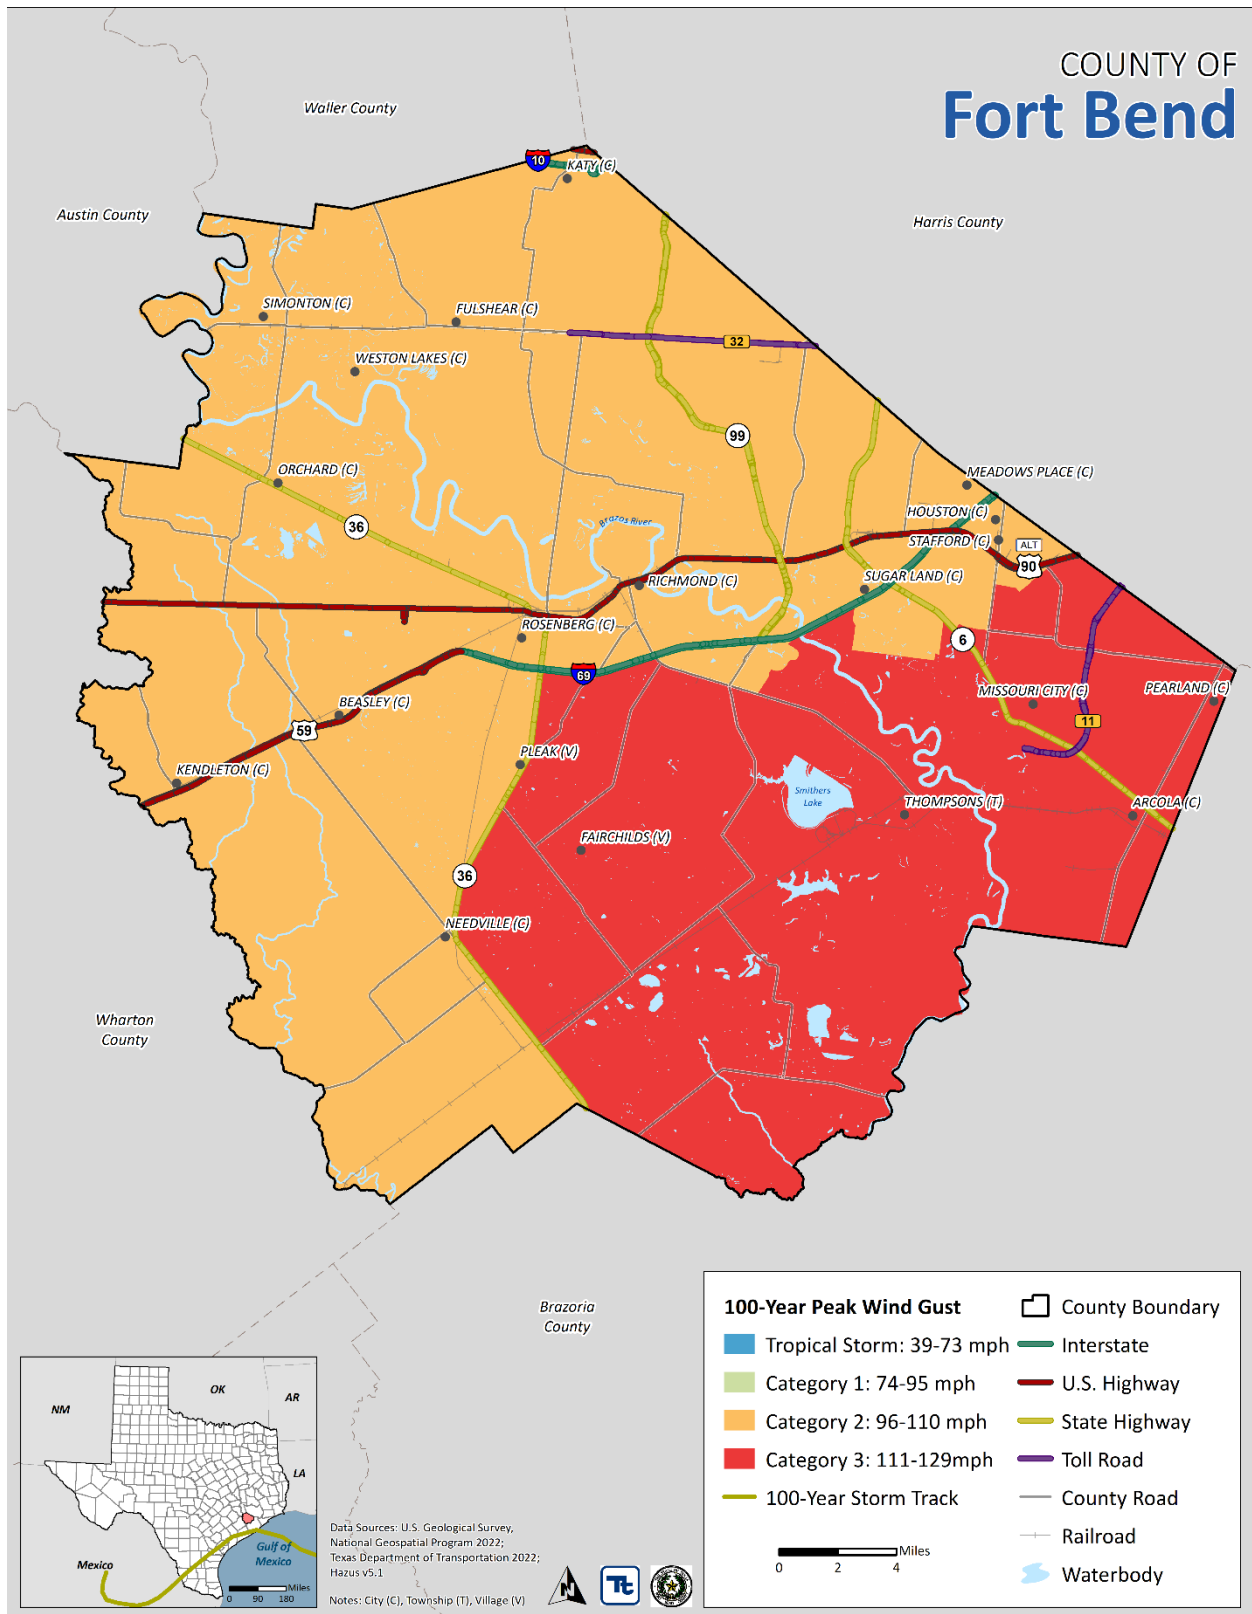 COUNTY OF
Fort Bend
Waller County
Austin County
Harris County
10
KATY (C)
SIMONTON (C)
FULSHEAR (C)
32
WESTON LAKES (C)
99
ORCHARD (C)
MEADOWS PLACE (C)
36
HOUSTON (C)
Brazos River
STAFFORD (C)
ALT
90
RICHMOND (C)
SUGAR LAND (C)
ROSENBERG (C)
6
69
BEASLEY (C)
MISSOURI CITY (C)
PEARLAND (C)
59
11
PLEAK (V)
KENDLETON (C)
Smithers
Lake
THOMPSONS (T)
ARCOLA (C)
FAIRCHILDS (V)
36
NEEDVILLE (C)
Wharton
County
Brazoria
County
100-Year Peak Wind Gust
Tropical Storm: 39-73 mph
Category 1: 74-95 mph
Category 2: 96-110 mph
Category 3: 111-129mph
100-Year Storm Track
County Boundary
Interstate
U.S. Highway
State Highway
Toll Road
County Road
Railroad
Waterbody
Miles
0 2 4
NM
OK
AR
LA
Mexico
Gulf of
Mexico
Miles
0 90 180
Data Sources: U.S. Geological Survey,
National Geospatial Program 2022;
Texas Department of Transportation 2022;
Hazus v5.1
Notes: City (C), Township (T), Village (V)
N
Tt